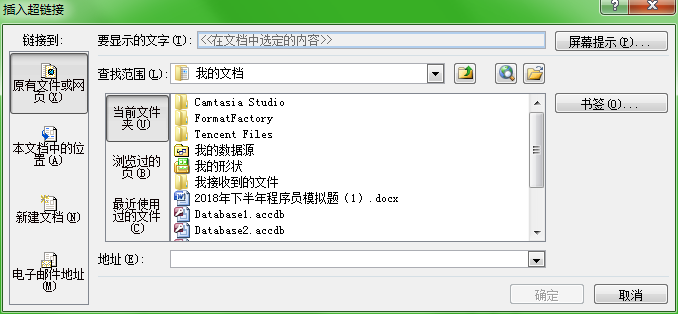 插入超链接
链接到:
要显示的文字(T):
<<在文档中选定的内容>>
屏幕提示(P)...
原有文件或网
页(X)
查找范围(L):
我的文档
书签(O)...
本文档中的位
置(A)
新建文档(N)
电子邮件地址
(M)
当前文件
夹(U)
浏览过的
页(B)
最近使用
过的文件
(C)
Camtasia Studio
FormatFactory
Tencent Files
我的数据源
我的形状
我接收到的文件
2018年下半年程序员模拟题（1）.docx
Database1.accdb
Database2.accdb
地址(E):
确定
取消